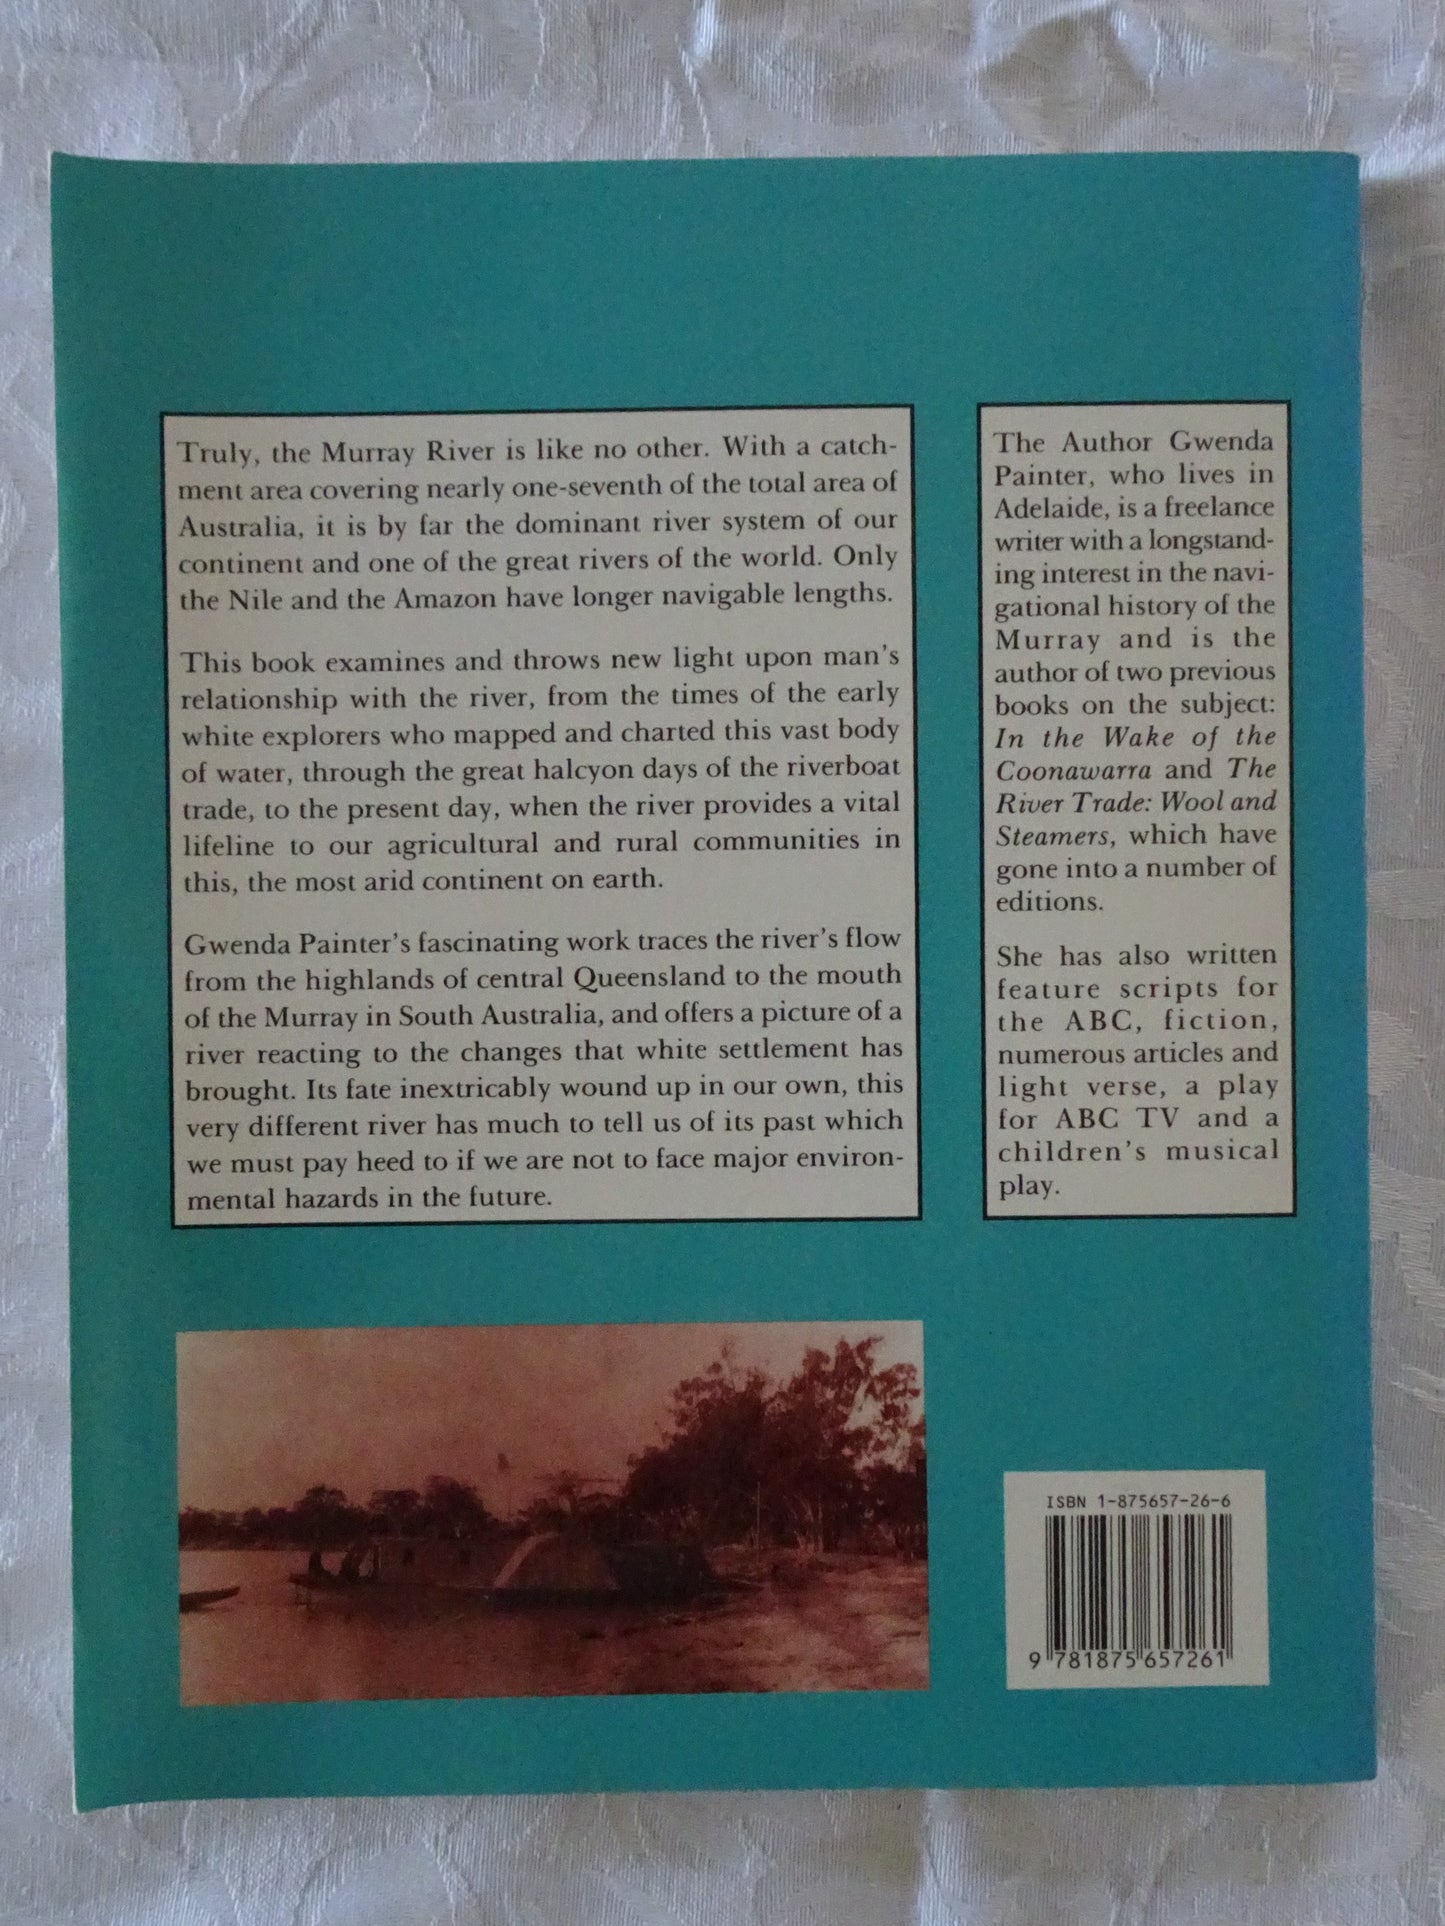 Truly, the Murray River is like no other. With a catch-
ment area covering nearly one-seventh of the total area of
Australia, it is by far the dominant river system of our
continent and one of the great rivers of the world. Only
the Nile and the Amazon have longer navigable lengths.
This book examines and throws new light upon man's
relationship with the river, from the times of the early
white explorers who mapped and charted this vast body
of water, through the great halcyon days of the riverboat
trade, to the present day, when the river provides a vital
lifeline to our agricultural and rural communities in
this, the most arid continent on earth.
Gwenda Painter's fascinating work traces the river's flow
from the highlands of central Queensland to the mouth
of the Murray in South Australia, and offers a picture of a
river reacting to the changes that white settlement has
brought. Its fate inextricably wound up in our own, this
very different river has much to tell us of its past which
we must pay heed to if we are not to face major environ-
mental hazards in the future.
The Author Gwenda
Painter, who lives in
Adelaide, is a freelance
writer with a longstand-
ing interest in the navi-
gational history of the
Murray and is the
author of two previous
books on the subject:
In the Wake of the
Coonawarra and The
River Trade: Wool and
Steamers, which have
gone into a number of
editions.
She has also written
feature scripts for
the ABC, fiction,
numerous articles and
light verse, a play
for ABC TV and a
children's musical
play.
ISBN 1-875657-26-6
9 781875 657261